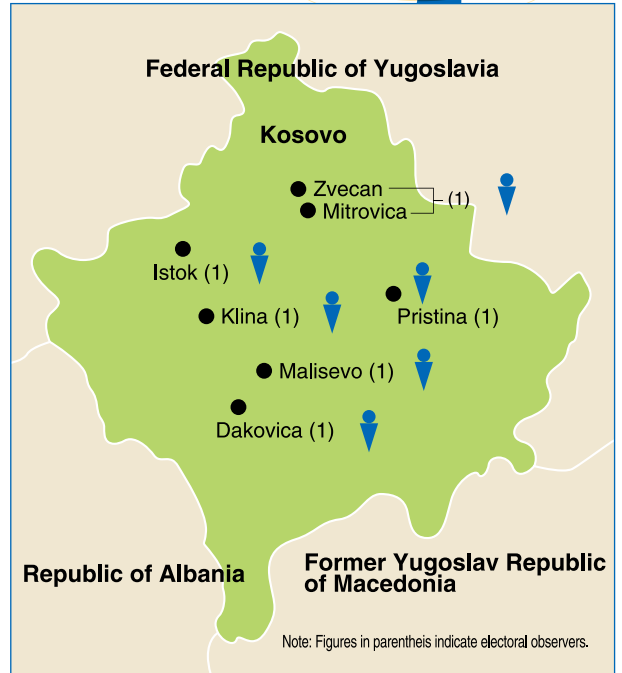 Federal Republic of Yugoslavia
Kosovo
Zvecan
Mitrovica
(1)
Istok (1)
Klina (1)
Pristina (1)
Malisevo (1)
Dakovica (1)
Republic of Albania
Former Yugoslav Republic
of Macedonia
Note: Figures in parentheis indicate electoral observers.